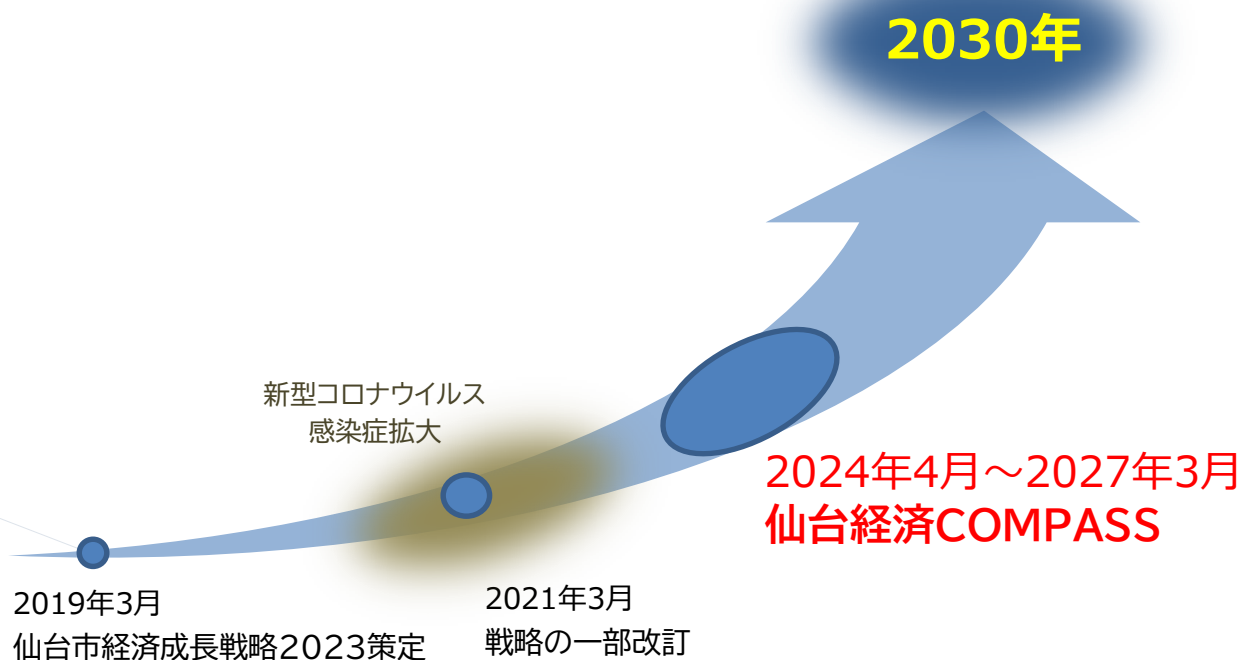 2030年
新型コロナウイルス
感染症拡大
2024年4月～2027年3月
仙台経済COMPASS
2019年3月
仙台市経済成長戦略2023策定
2021年3月
戦略の一部改訂